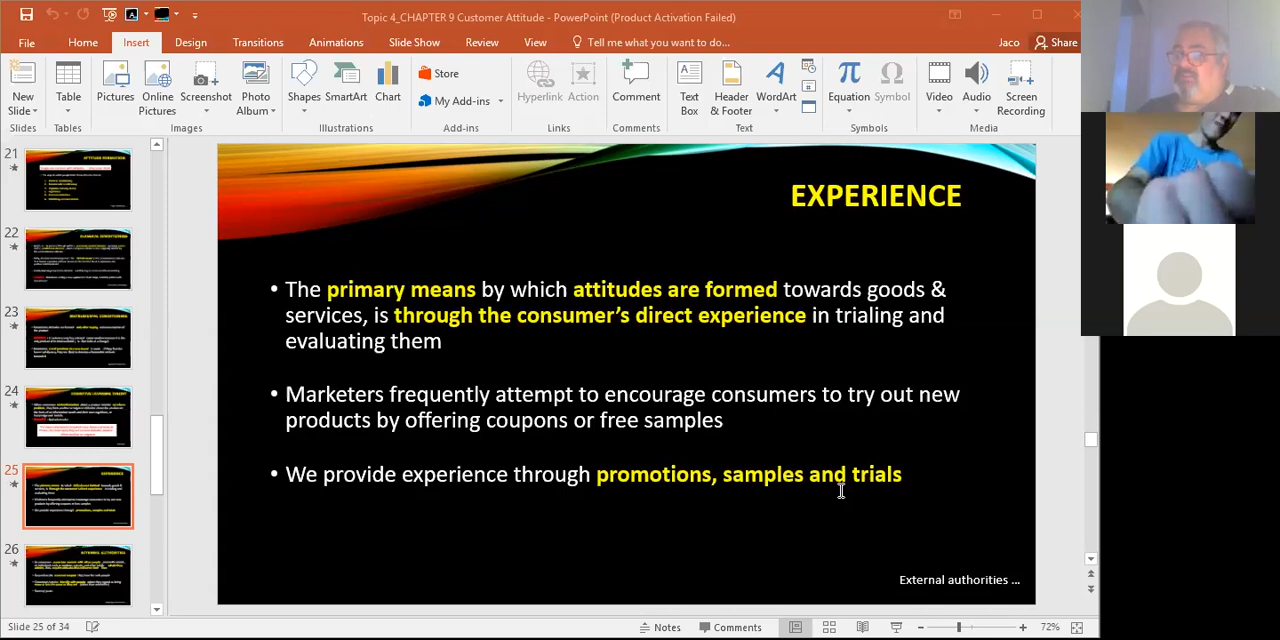 Topic 4_CHAPTER 9 Customer Attitude - PowerPoint (Product Activation Failed)
File Home Insert Design Transitions Animations Slide Show Review View Tell me what you want to do... Jaco Share
New Slide
Table
Pictures
Online Pictures
Screenshot
Photo Album
Shapes
SmartArt
Chart
Store
My Add-ins
Hyperlink
Action
Comment
Text Box
Header & Footer
WordArt
Equation
Symbol
Video
Audio
Screen Recording
Slides Tables Images Illustrations Add-ins Links Comments Text Symbols Media
21
22
23
24
25
26
EXPERIENCE
• The primary means by which attitudes are formed towards goods &
services, is through the consumer’s direct experience in trialing and
evaluating them
• Marketers frequently attempt to encourage consumers to try out new
products by offering coupons or free samples
• We provide experience through promotions, samples and trials
External authorities ...
Slide 25 of 34 Notes Comments 72%